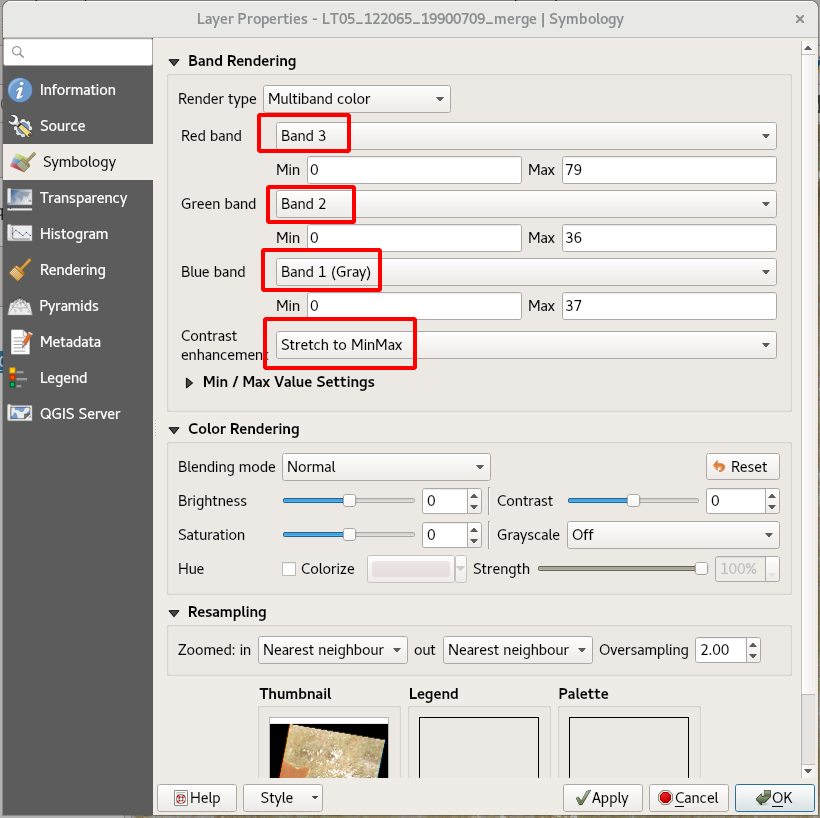 Layer Properties - LT05_122065_19900709_merge | Symbology
Information
Source
Symbology
Transparency
Histogram
Rendering
Pyramids
Metadata
Legend
QGIS Server
Band Rendering
Render type Multiband color
Red band Band 3
Min 0 Max 79
Green band Band 2
Min 0 Max 36
Blue band Band 1 (Gray)
Min 0 Max 37
Contrast
enhancement Stretch to MinMax
Min / Max Value Settings
Color Rendering
Blending mode Normal Reset
Brightness 0 Contrast 0
Saturation 0 Grayscale Off
Hue Colorize Strength 100%
Resampling
Zoomed: in Nearest neighbour out Nearest neighbour Oversampling 2.00
Thumbnail Legend Palette
Help Style Apply Cancel OK